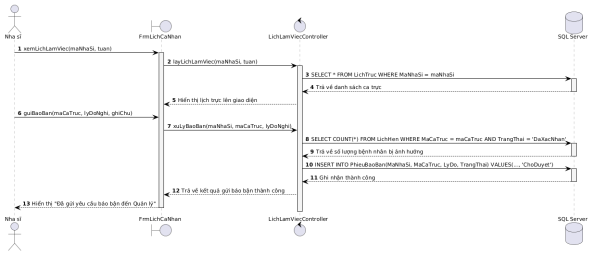 Nha sĩ
FrmLichCaNhan
LichLamViecController
SQL Server
1 xemLichLamViec(maNhaSi, tuan)
2 layLichLamViec(maNhaSi, tuan)
3 SELECT * FROM LichTruc WHERE MaNhaSi = maNhaSi
4 Trả về danh sách ca trực
5 Hiển thị lịch trực lên giao diện
6 guiBaoBan(maCaTruc, lyDoNghi, ghiChu)
7 xuLyBaoBan(maNhaSi, maCaTruc, lyDoNghi)
8 SELECT COUNT(*) FROM LichHen WHERE MaCaTruc = maCaTruc AND TrangThai = 'DaXacNhan'
9 Trả về số lượng bệnh nhân bị ảnh hưởng
10 INSERT INTO PhieuBaoBan(MaNhaSi, MaCaTruc, LyDo, TrangThai) VALUES(..., 'ChoDuyet')
11 Ghi nhận thành công
12 Trả về kết quả gửi báo bận thành công
13 Hiển thị "Đã gửi yêu cầu báo bận đến Quản lý"
Nha sĩ
FrmLichCaNhan
LichLamViecController
SQL Server